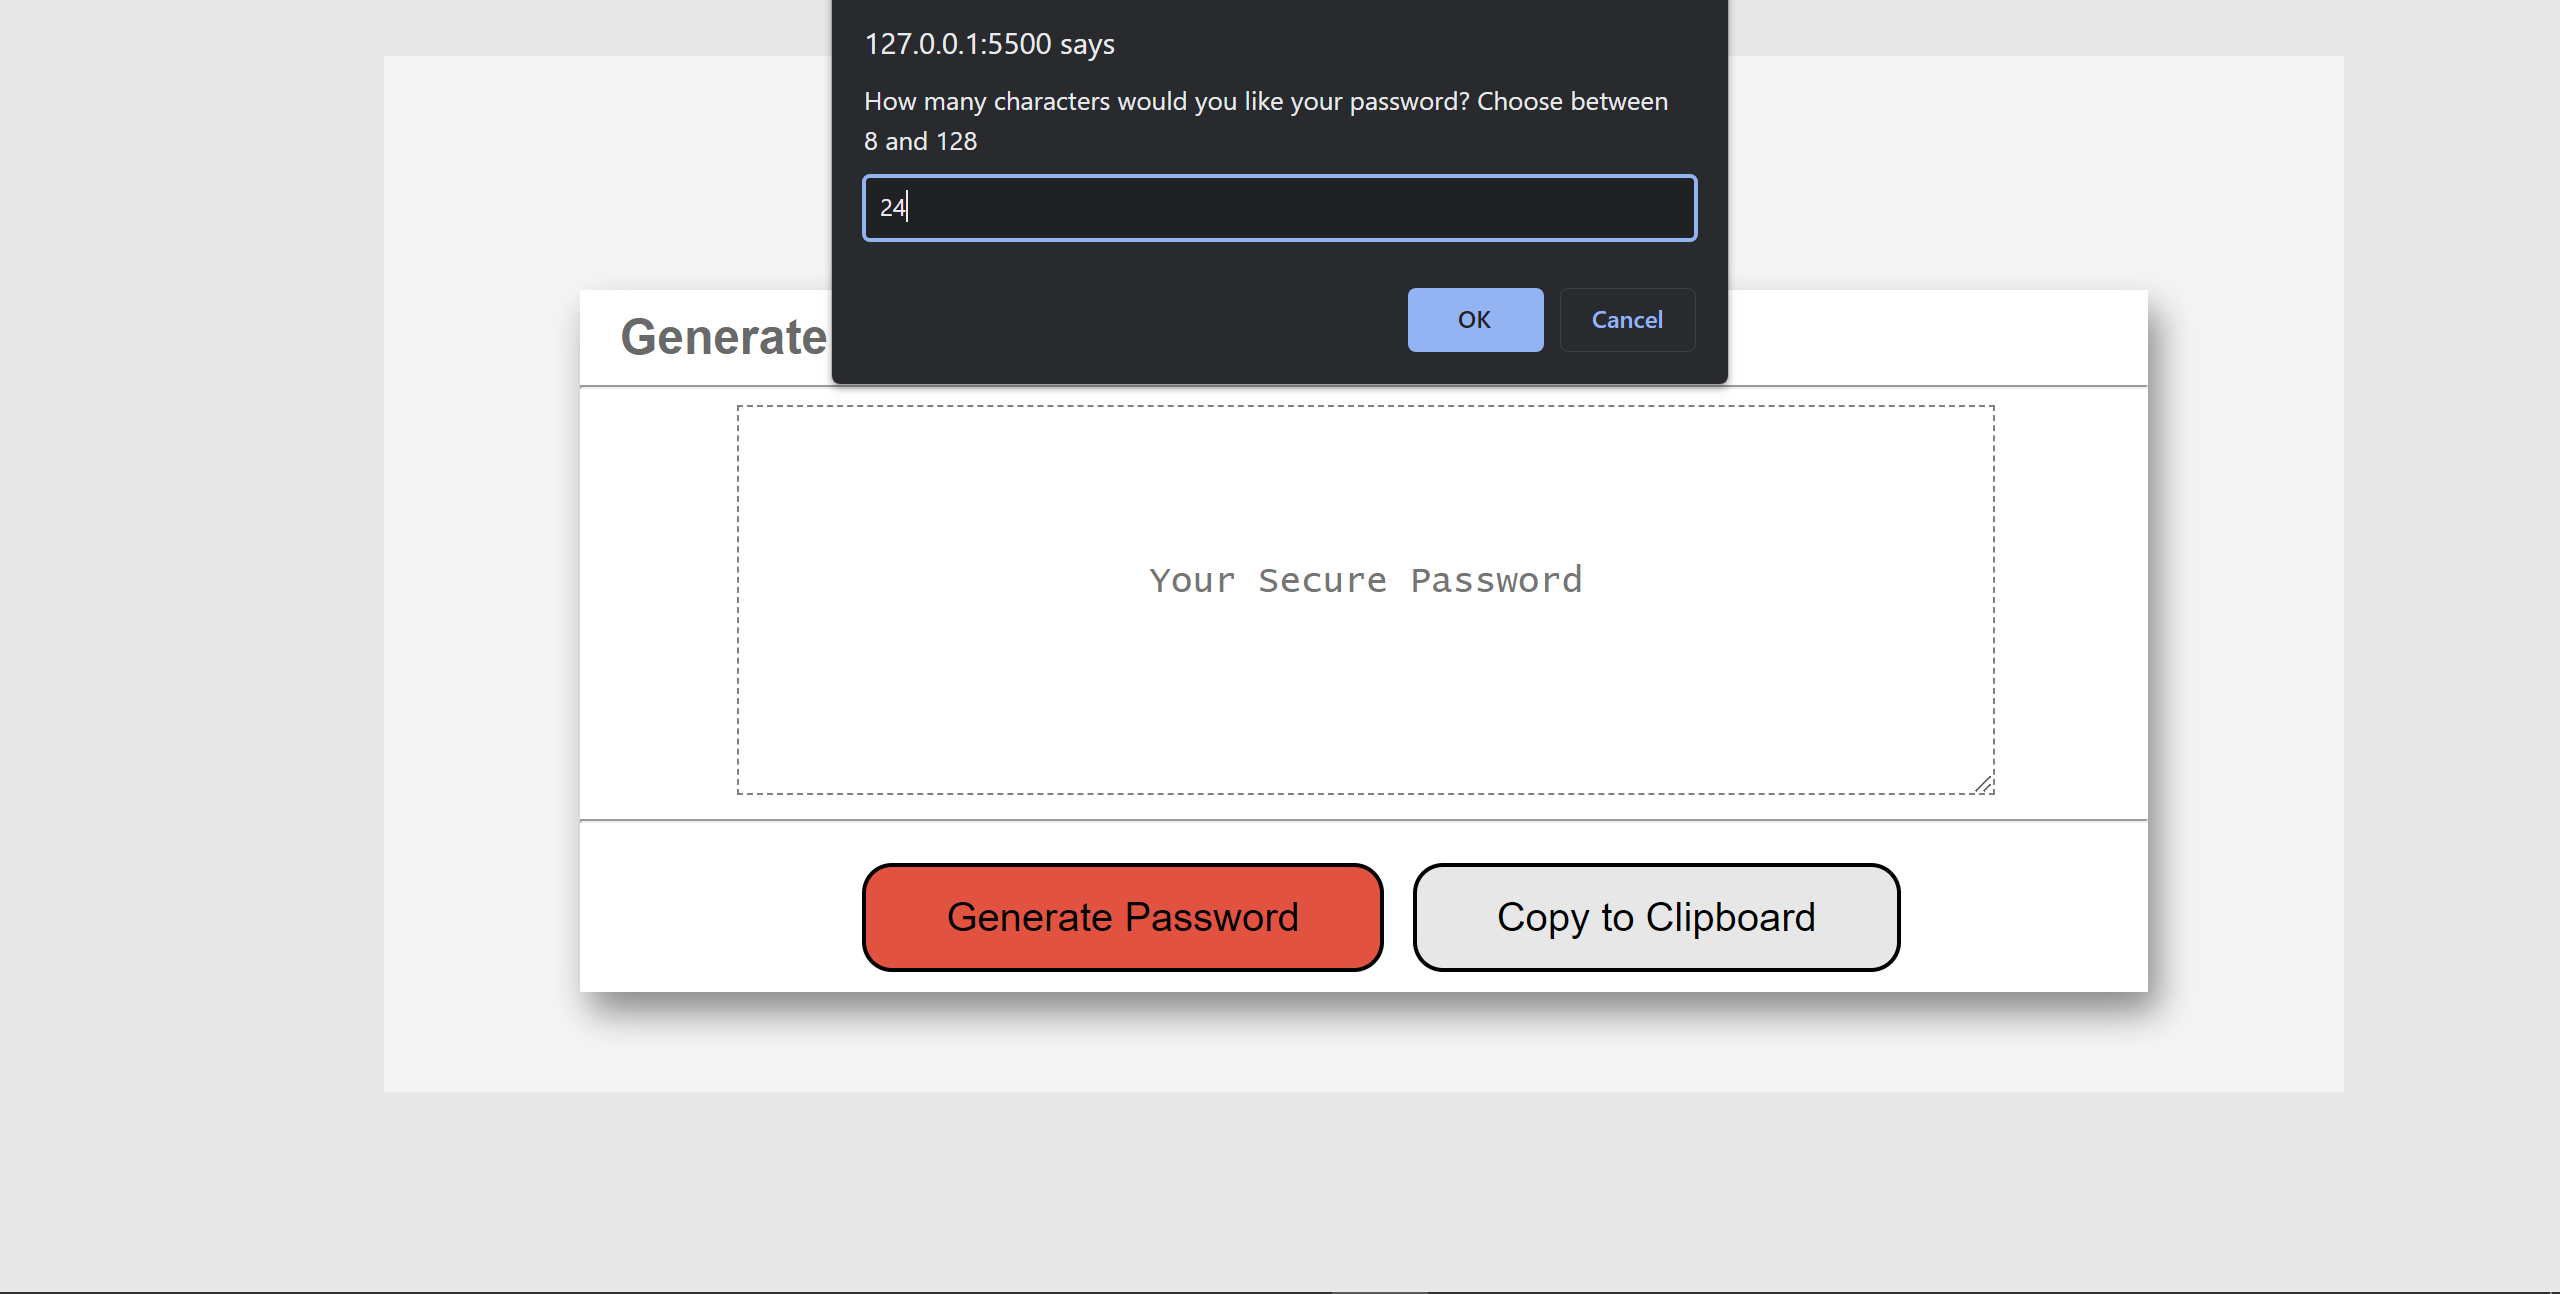 127.0.0.1:5500 says
How many characters would you like your password? Choose between
8 and 128
24
OK
Cancel
Generate
Your Secure Password
Generate Password
Copy to Clipboard